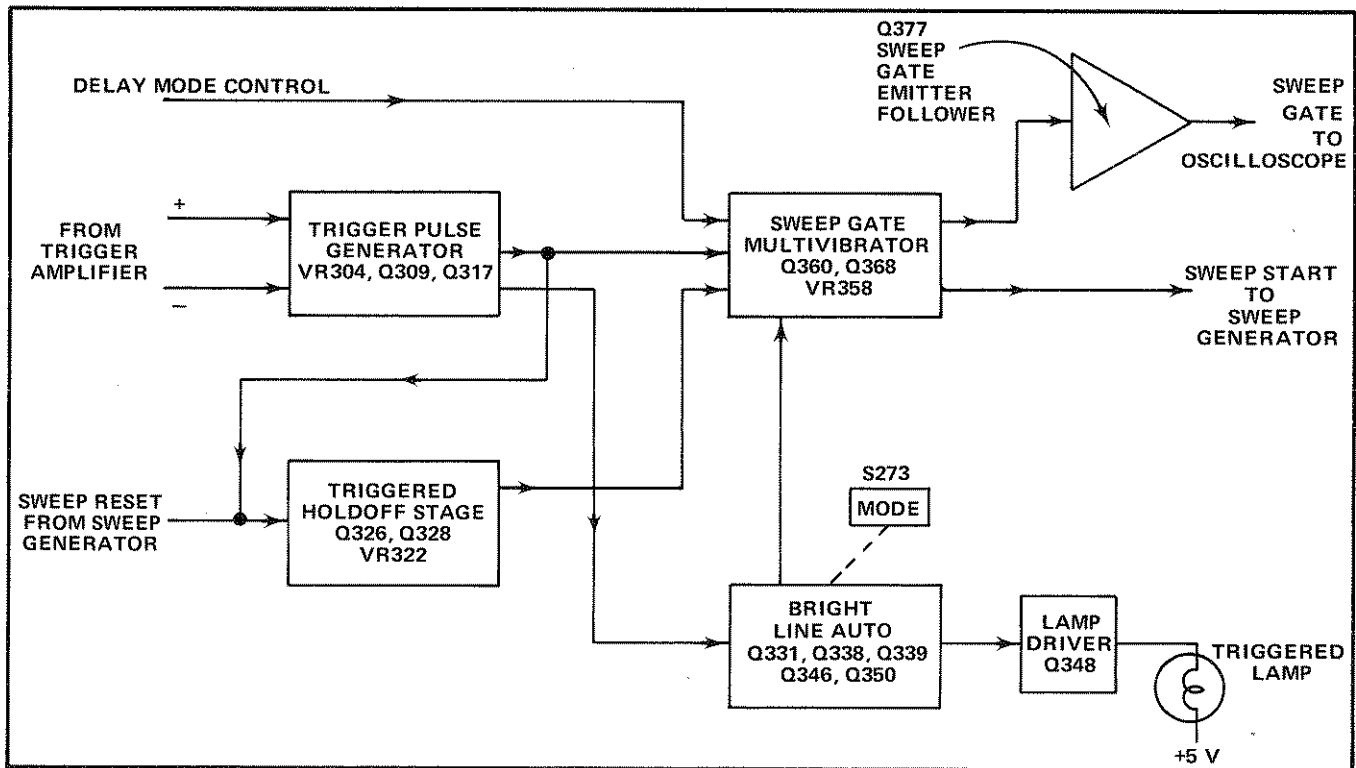 Q377
SWEEP
GATE
EMITTER
FOLLOWER
DELAY MODE CONTROL
SWEEP
GATE
TO
OSCILLOSCOPE
+
FROM
TRIGGER
AMPLIFIER
−
TRIGGER PULSE
GENERATOR
VR304, Q309, Q317
SWEEP GATE
MULTIVIBRATOR
Q360, Q368
VR358
SWEEP START
TO
SWEEP
GENERATOR
SWEEP RESET
FROM SWEEP
GENERATOR
TRIGGERED
HOLDOFF STAGE
Q326, Q328
VR322
S273
MODE
BRIGHT
LINE AUTO
Q331, Q338, Q339
Q346, Q350
LAMP
DRIVER
Q348
TRIGGERED
LAMP
+5 V